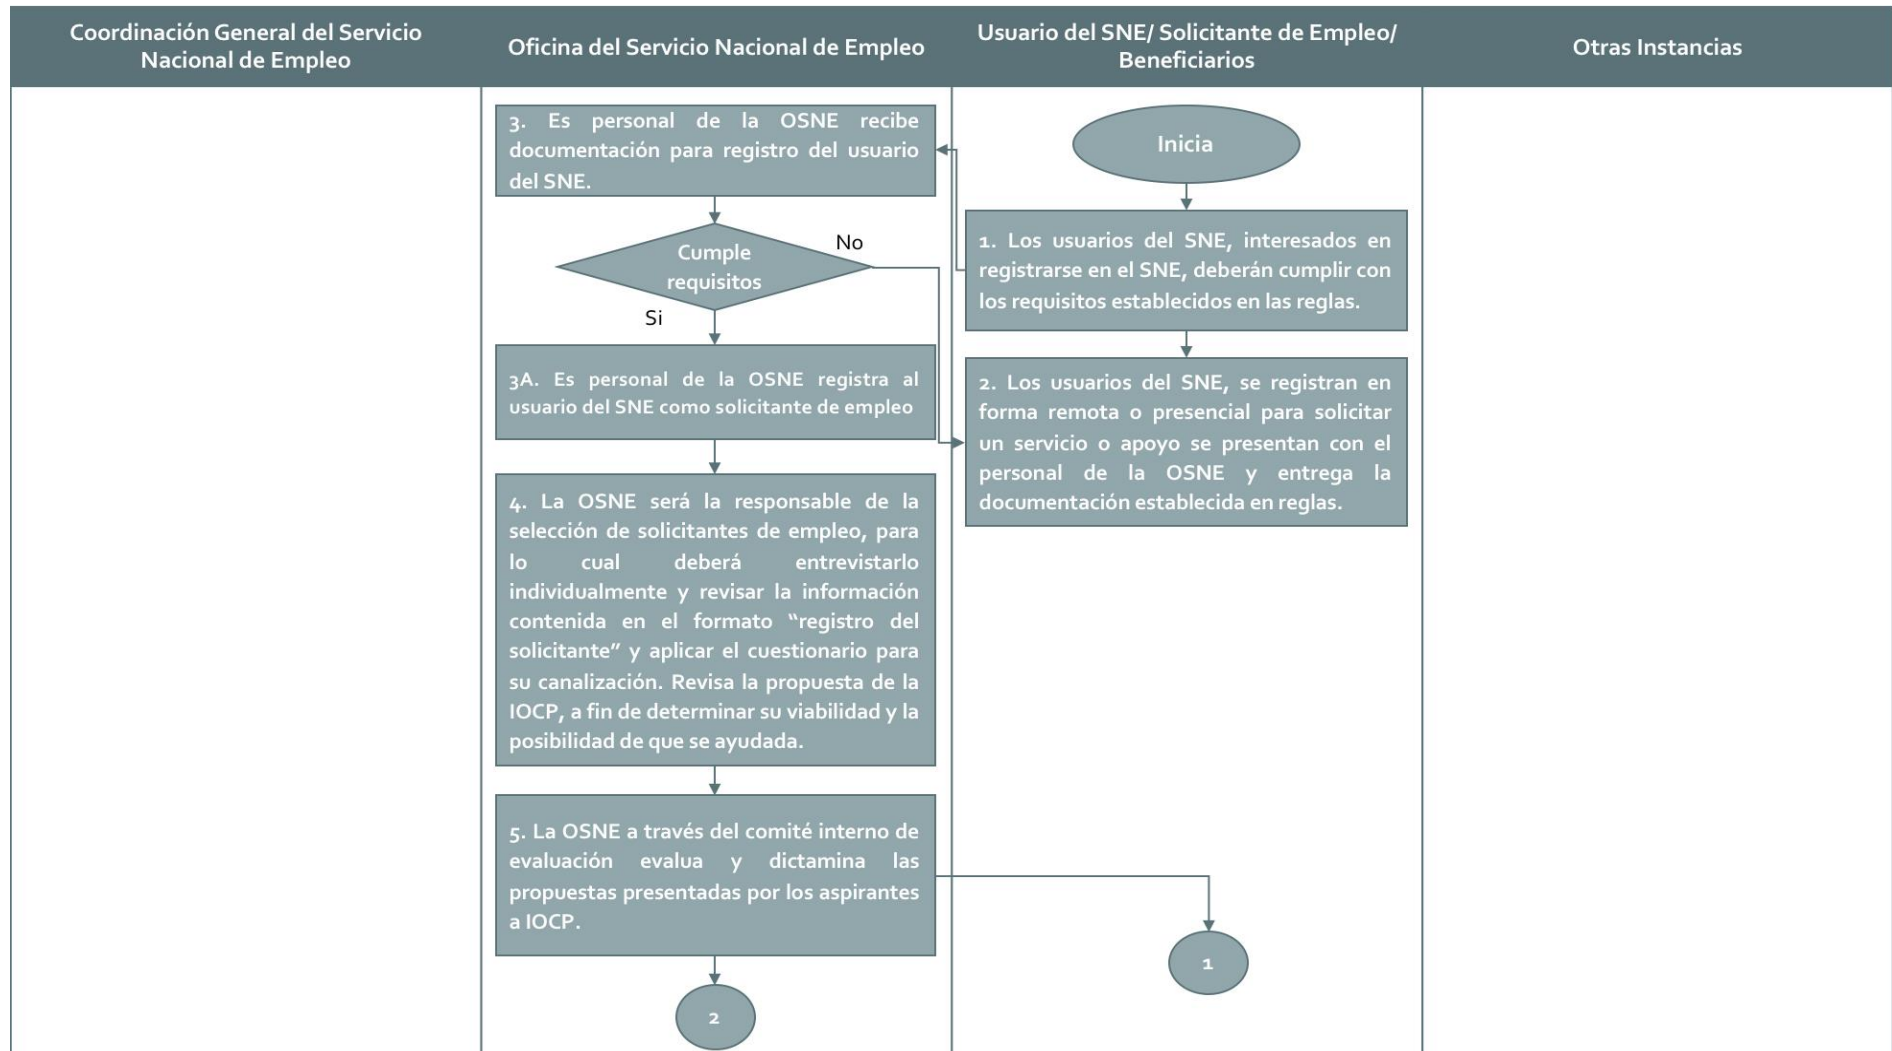 Coordinación General del Servicio
Nacional de Empleo
Oficina del Servicio Nacional de Empleo
Usuario del SNE/ Solicitante de Empleo/
Beneficiarios
Otras Instancias
3. Es personal de la OSNE recibe
documentación para registro del usuario
del SNE.
Cumple
requisitos
No
Si
3A. Es personal de la OSNE registra al
usuario del SNE como solicitante de empleo
4. La OSNE será la responsable de la
selección de solicitantes de empleo, para
lo cual deberá entrevistarlo
individualmente y revisar la información
contenida en el formato “registro del
solicitante” y aplicar el cuestionario para
su canalización. Revisa la propuesta de la
IOCP, a fin de determinar su viabilidad y la
posibilidad de que se ayudada.
5. La OSNE a través del comité interno de
evaluación evalua y dictamina las
propuestas presentadas por los aspirantes
a IOCP.
2
Inicia
1. Los usuarios del SNE, interesados en
registrarse en el SNE, deberán cumplir con
los requisitos establecidos en las reglas.
2. Los usuarios del SNE, se registran en
forma remota o presencial para solicitar
un servicio o apoyo se presentan con el
personal de la OSNE y entrega la
documentación establecida en reglas.
1